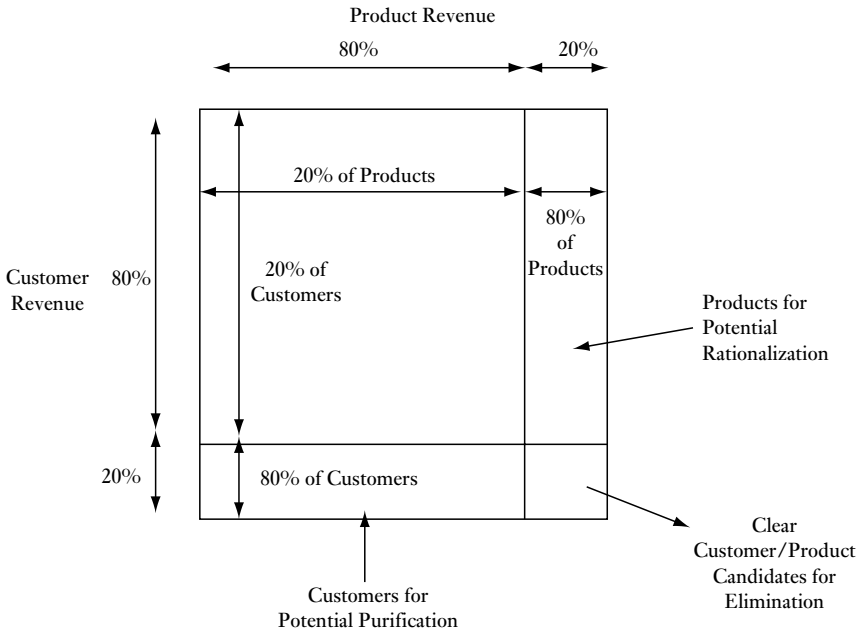 Product Revenue
80%
20%
20% of Products
80%
of
Products
Customer
Revenue
80%
20% of
Customers
Products for
Potential
Rationalization
20%
80% of Customers
Clear
Customer/Product
Candidates for
Elimination
Customers for
Potential Purification